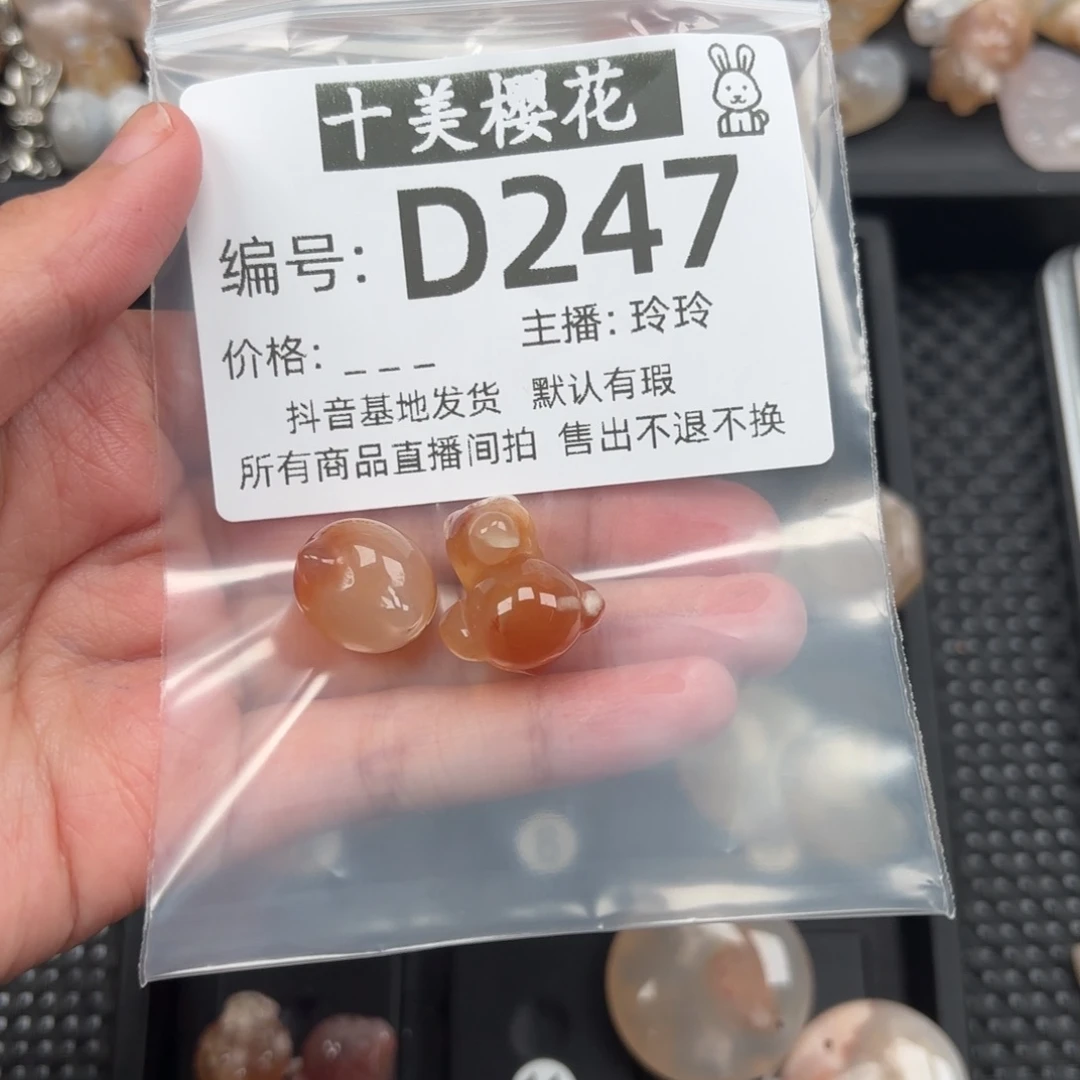 十美樱花
编号: D247
价格: _ _ _ 主播: 玲玲
抖音基地发货 默认有瑕
所有商品直播间拍 售出不退不换